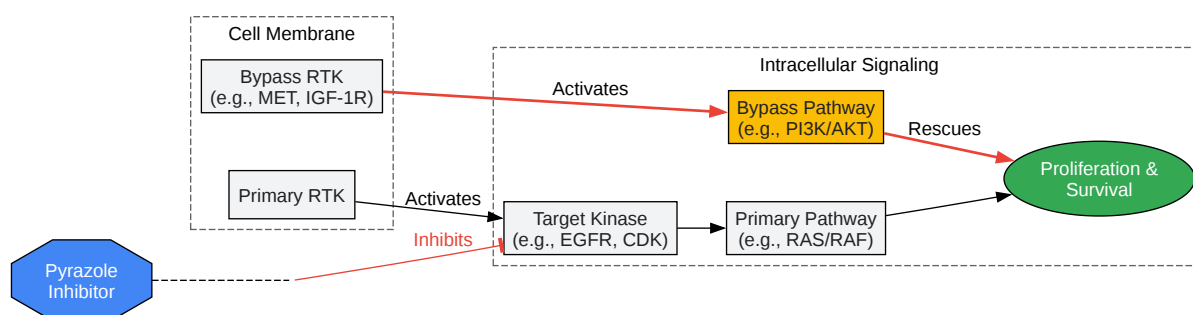 Cell Membrane
Bypass RTK
(e.g., MET, IGF-1R)
Primary RTK
Intracellular Signaling
Activates
Bypass Pathway
(e.g., PI3K/AKT)
Rescues
Proliferation &
Survival
Activates
Target Kinase
(e.g., EGFR, CDK)
Primary Pathway
(e.g., RAS/RAF)
Inhibits
Pyrazole
Inhibitor